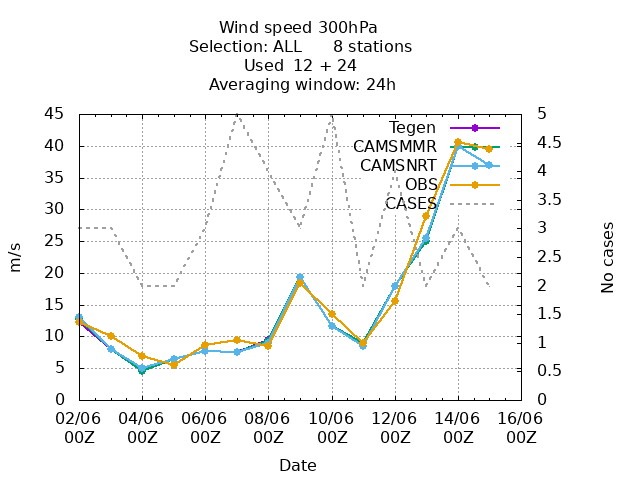 Wind speed 300hPa
Selection: ALL 8 stations
Used 12 + 24
Averaging window: 24h
Tegen
CAMSMMR
CAMSNRT
OBS
CASES
45
40
35
30
25
20
15
10
5
0
m/s
5
4.5
4
3.5
3
2.5
2
1.5
1
0.5
0
No cases
02/06 04/06 06/06 08/06 10/06 12/06 14/06 16/06
00Z 00Z 00Z 00Z 00Z 00Z 00Z 00Z
Date